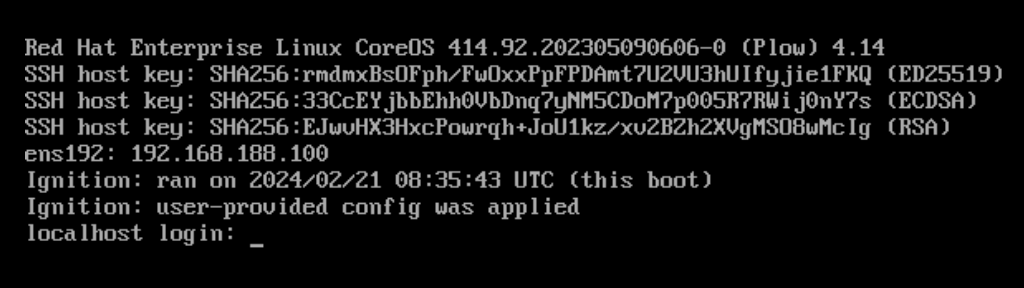 Red Hat Enterprise Linux CoreOS 414.92.202305090606-0 (Plow) 4.14
SSH host key: SHA256:rmdmxBsOFph/FwOxxPpFPDAmt7U2VU3hUIfyjie1FKQ (ED25519)
SSH host key: SHA256:33CcEYjbbEhh0VbDnq7yNM5CDoM7p005R7RWij0nY7s (ECDSA)
SSH host key: SHA256:EJwvHX3HxcPowrqh+JoU1kz/xv2BZh2XVgMSO8wMcIg (RSA)
ens192: 192.168.188.100
Ignition: ran on 2024/02/21 08:35:43 UTC (this boot)
Ignition: user-provided config was applied
localhost login: _